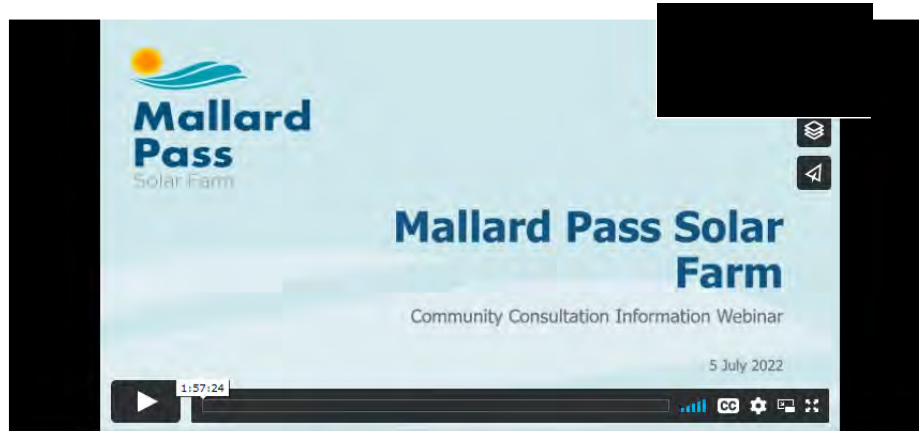 Mallard
Pass
Solar Farm
Mallard Pass Solar
Farm
Community Consultation Information Webinar
5 July 2022
1:57:24
CC